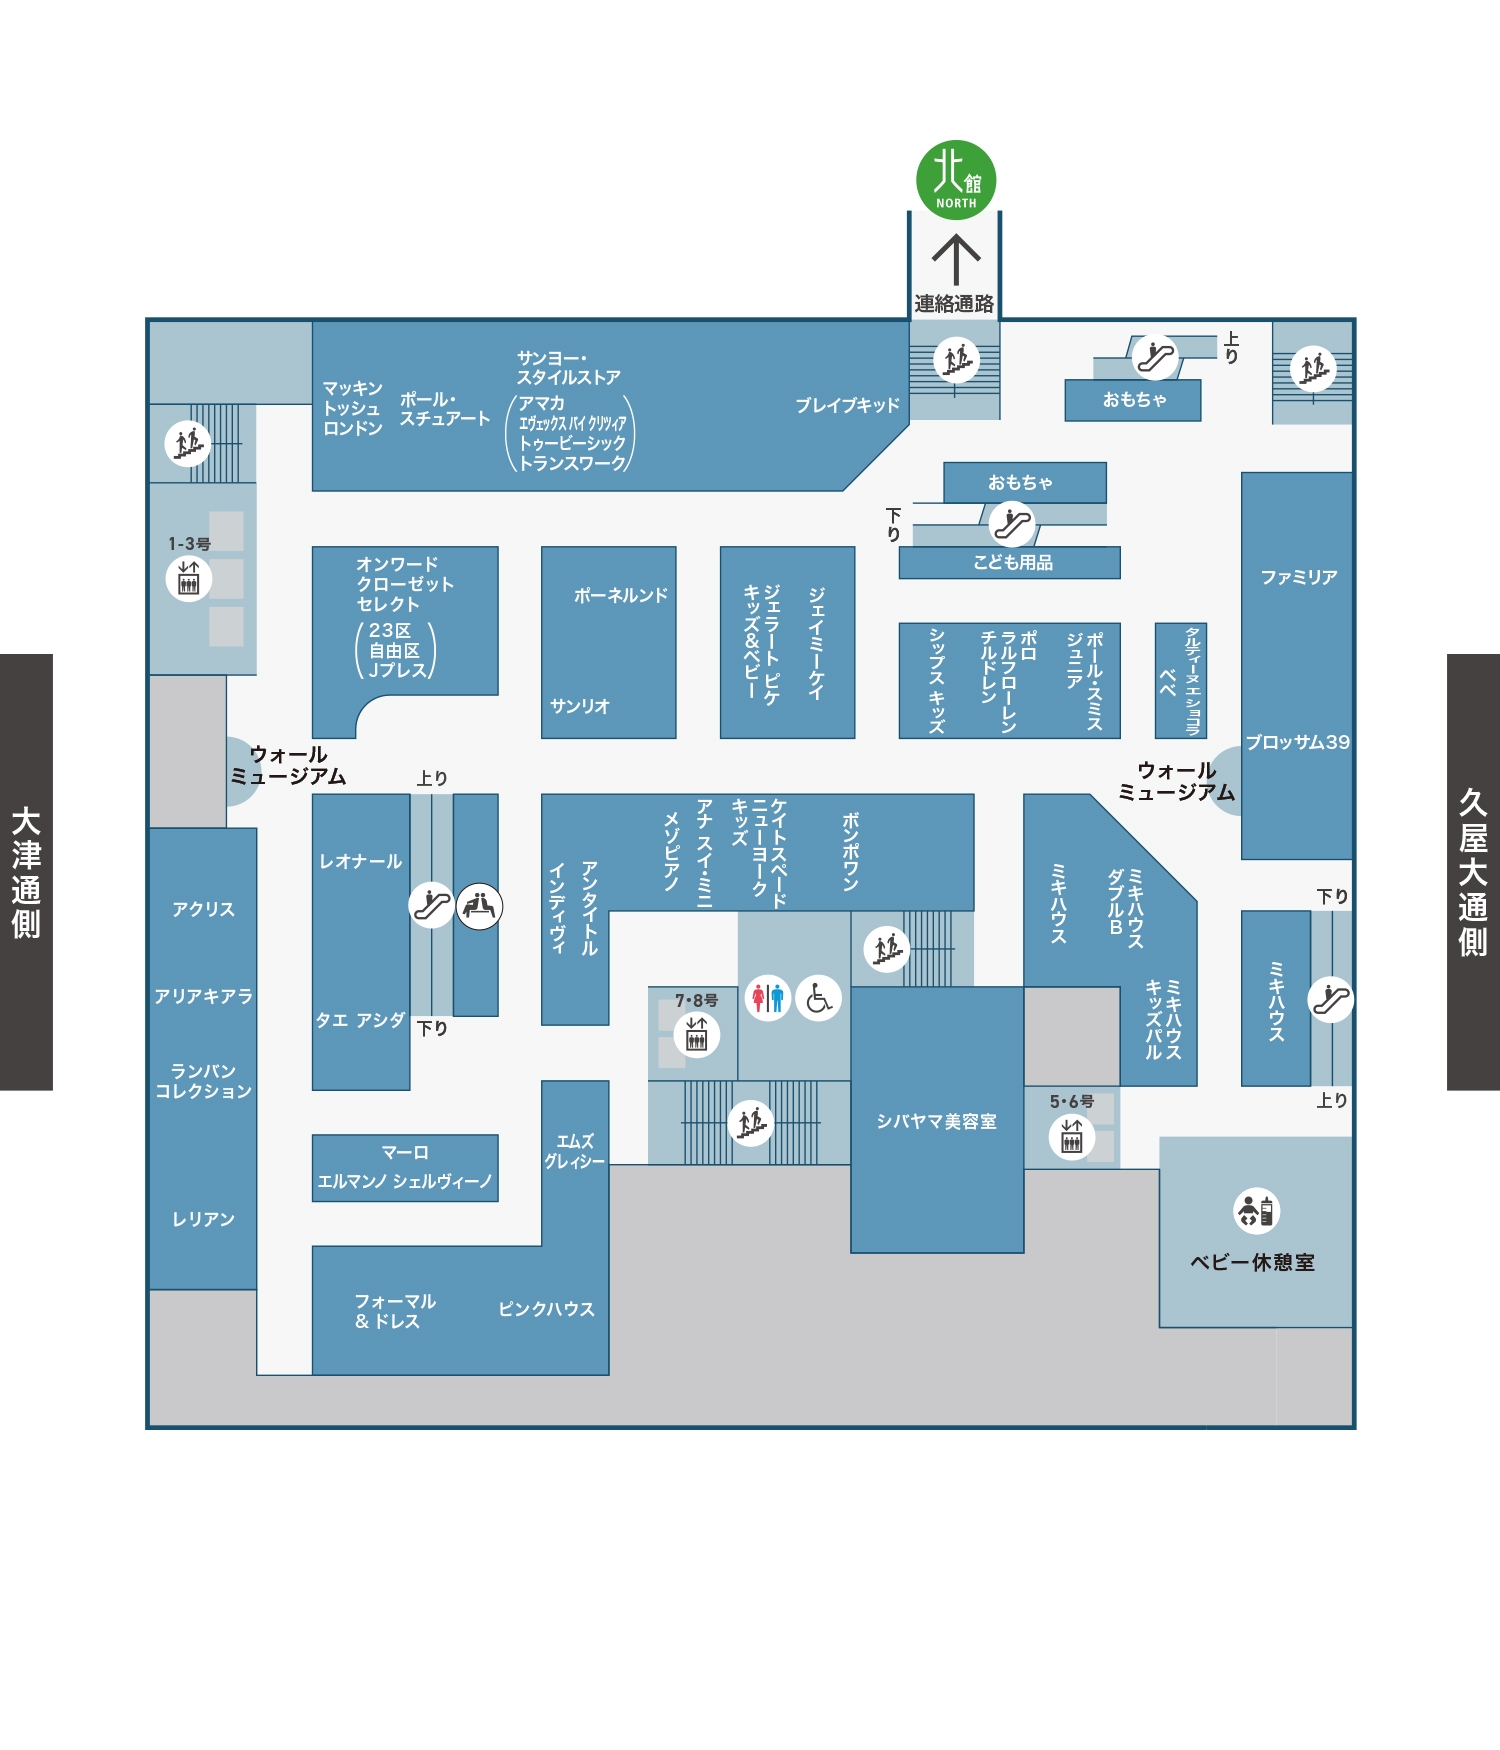 北館
NORTH
連絡通路
上り
サンヨー・
スタイルストア
アマカ
エヴェックス バイ クリツィア
トゥービーシック
トランスワーク
マッキン
トッシュ
ロンドン
ポール・
スチュアート
ブレイブキッド
おもちゃ
おもちゃ
下り
こども用品
1-3号
オンワード
クローゼット
セレクト
23区
自由区
Jプレス
ポーネルンド
サンリオ
ジェラート ピケ
キッズ&ベビー
ジェイミーケイ
シップス キッズ
ポロ
ラルフローレン
チルドレン
ポール・スミス
ジュニア
タルティーヌ エ ショコラ
べべ
ファミリア
ブロッサム39
ウォール
ミュージアム
ウォール
ミュージアム
大津通側
久屋大通側
上り
レオナール
タエ アシダ
下り
アクリス
アリアキアラ
ランバン
コレクション
レリアン
アンタイトル
インディヴィ
メゾピアノ
アナ スイ・ミニ
ケイトスペード
ニューヨーク
キッズ
ボンポワン
ミキハウス
ミキハウス
ダブルB
ミキハウス
キッズパル
下り
ミキハウス
上り
7・8号
5・6号
シバヤマ美容室
エムズ
グレイシー
マーロ
エルマンノ シェルヴィーノ
フォーマル
& ドレス
ピンクハウス
ベビー休憩室